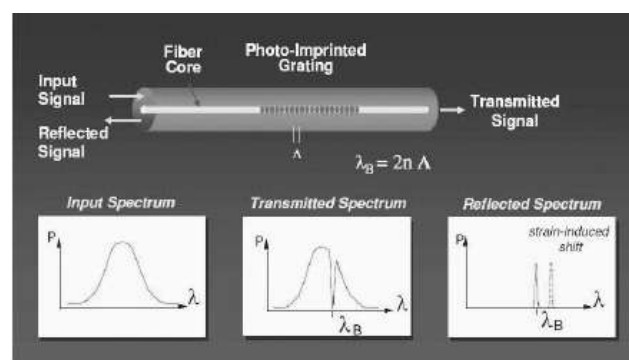 Fiber
Core
Photo-Imprinted
Grating
Input
Signal
Reflected
Signal
Transmitted
Signal
Λ
λB = 2n Λ
Input Spectrum
Transmitted Spectrum
Reflected Spectrum
P
λ
P
λ
λB
P
strain-induced
shift
λ
λB